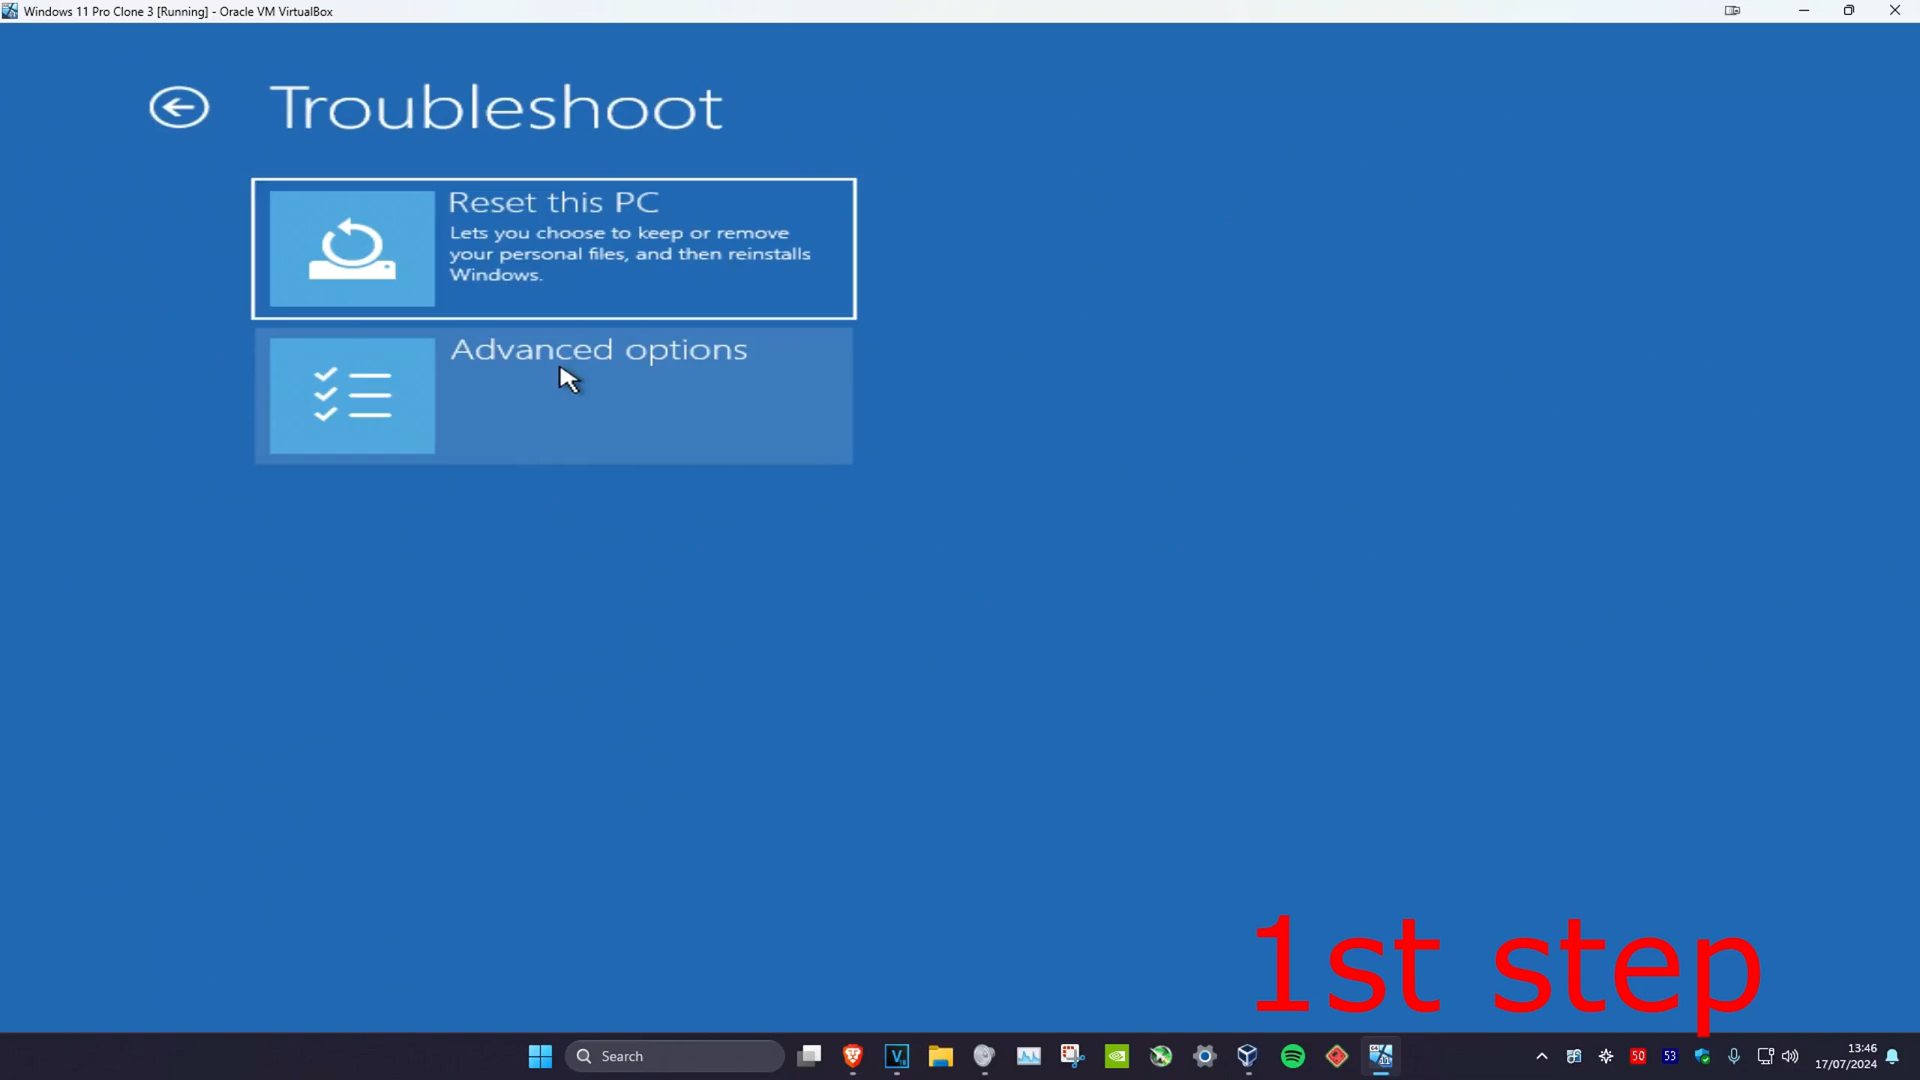 Windows 11 Pro Clone 3 [Running] - Oracle VM VirtualBox
Troubleshoot
Reset this PC
Lets you choose to keep or remove
your personal files, and then reinstalls
Windows.
Advanced options
1st step
Search
50
53
13:46
17/07/2024